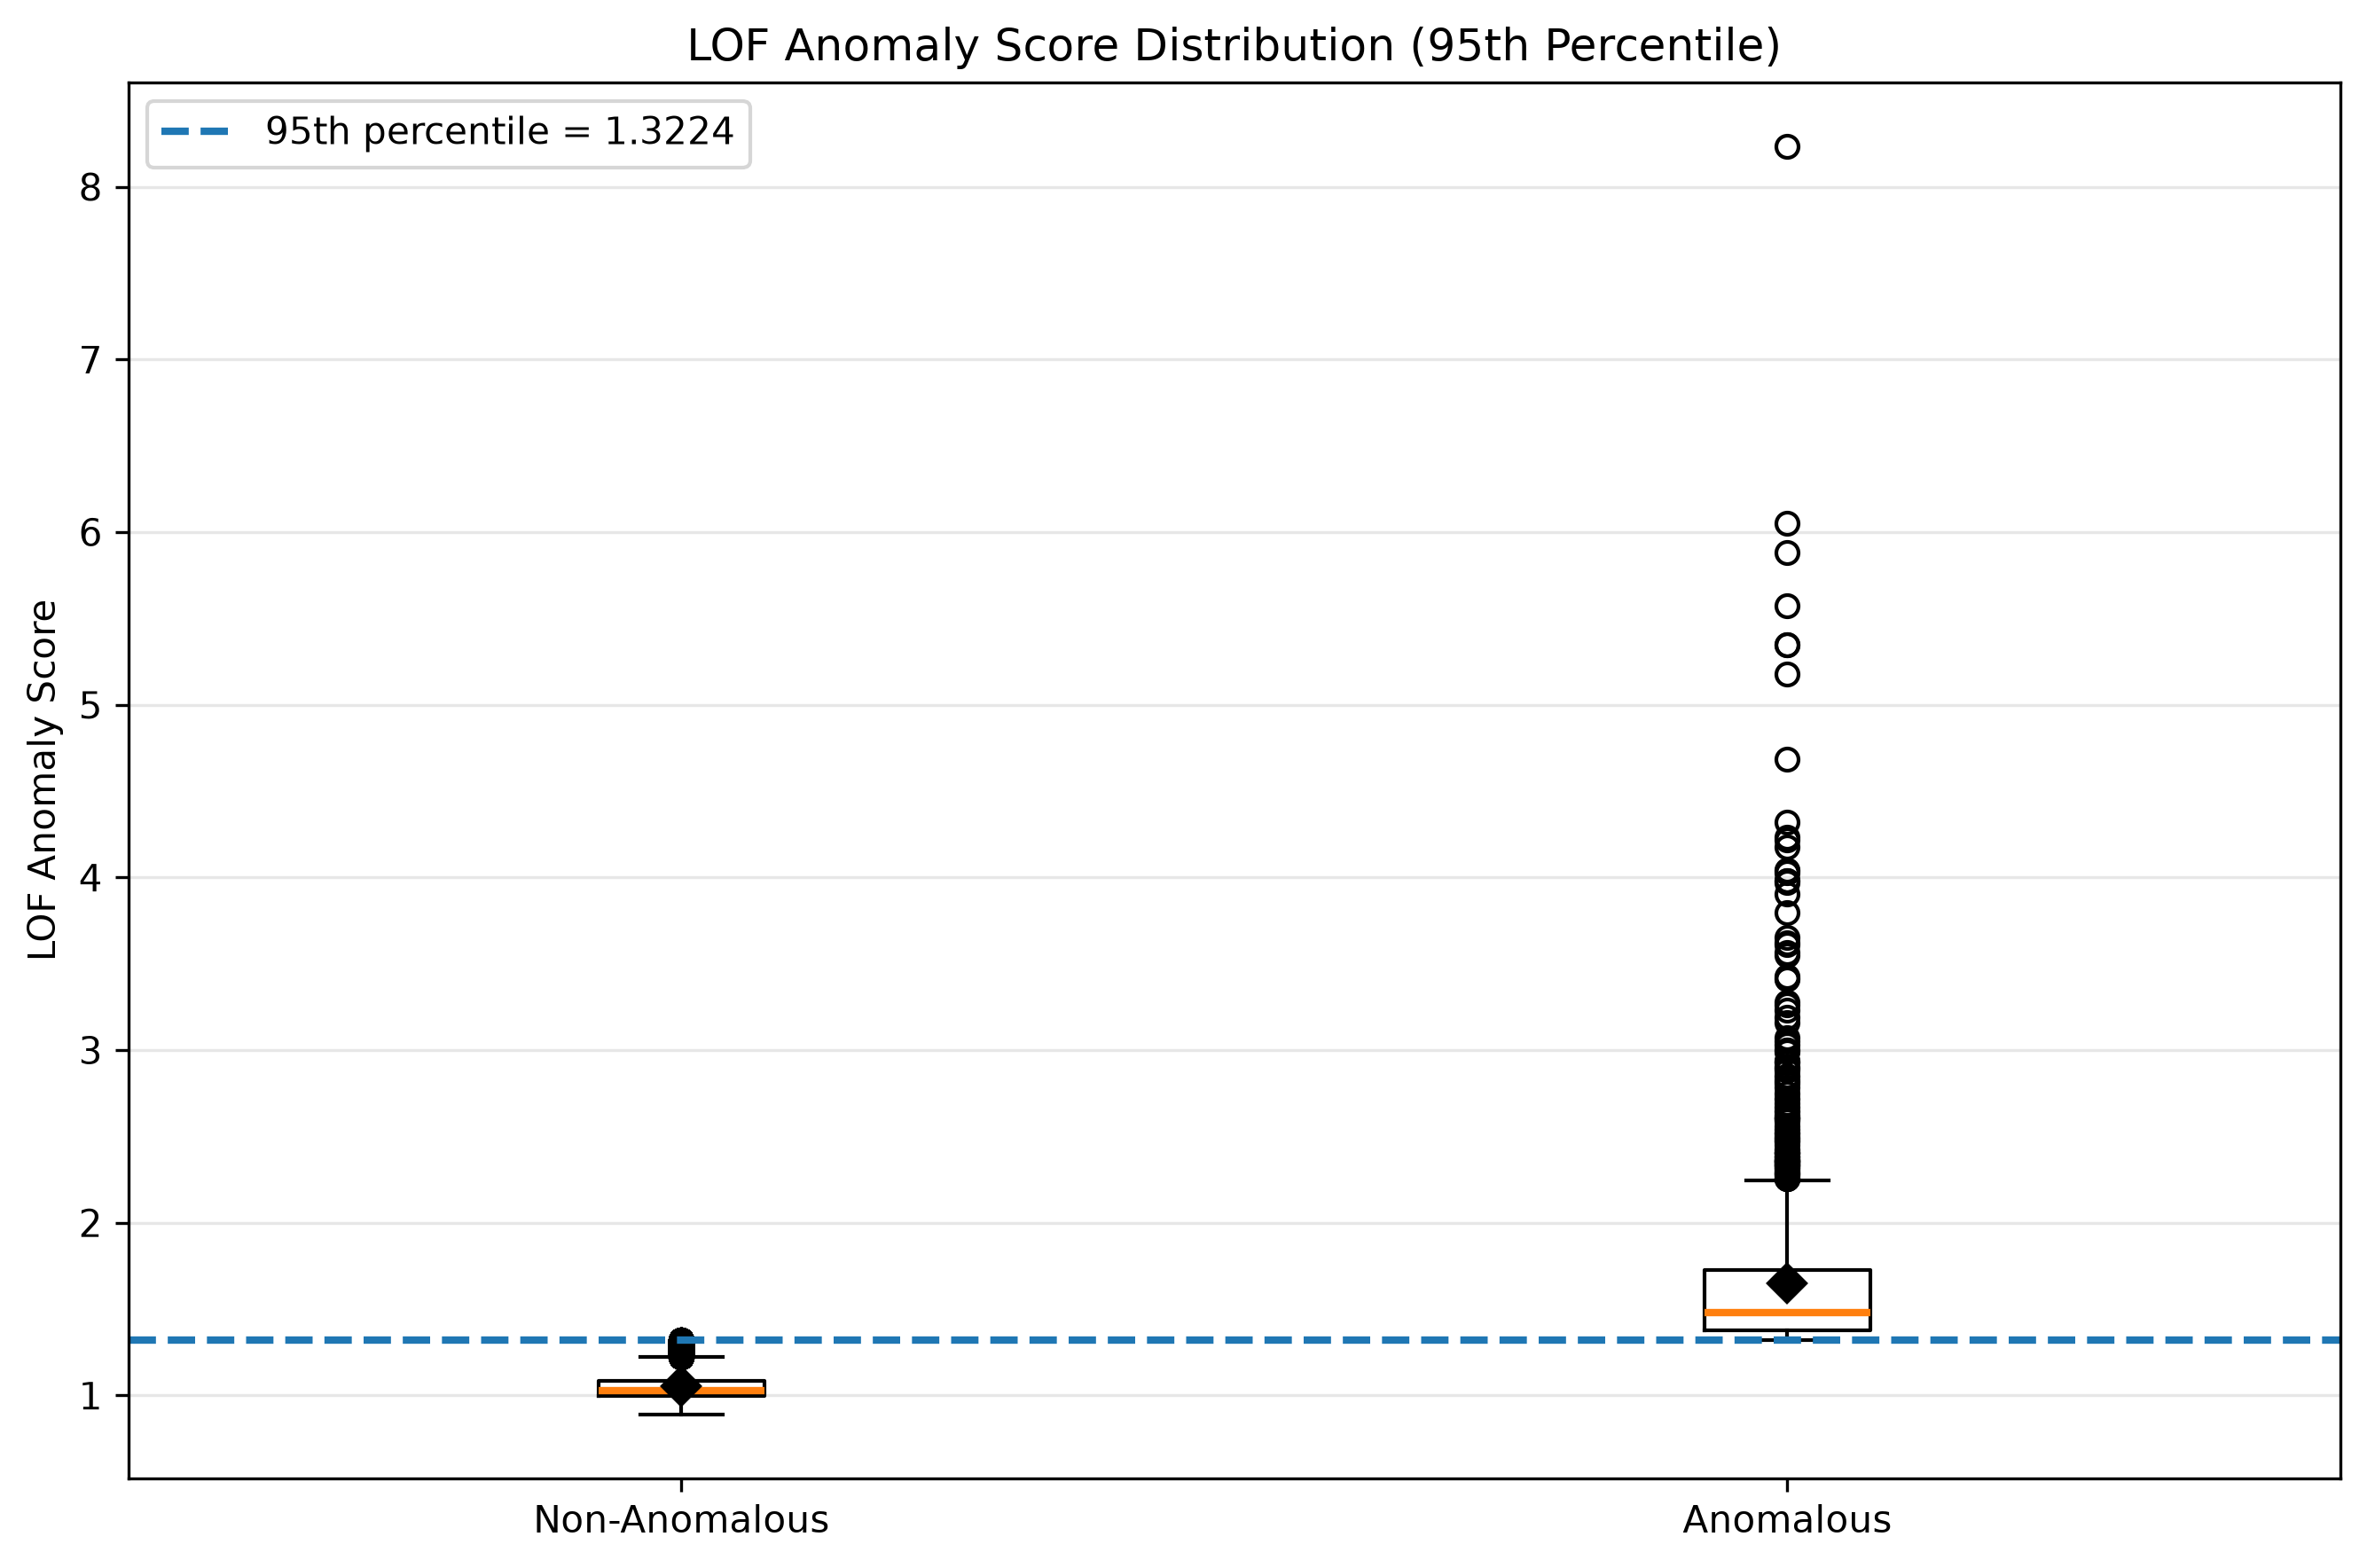 LOF Anomaly Score Distribution (95th Percentile)
95th percentile = 1.3224
LOF Anomaly Score
8
7
6
5
4
3
2
1
Non-Anomalous
Anomalous